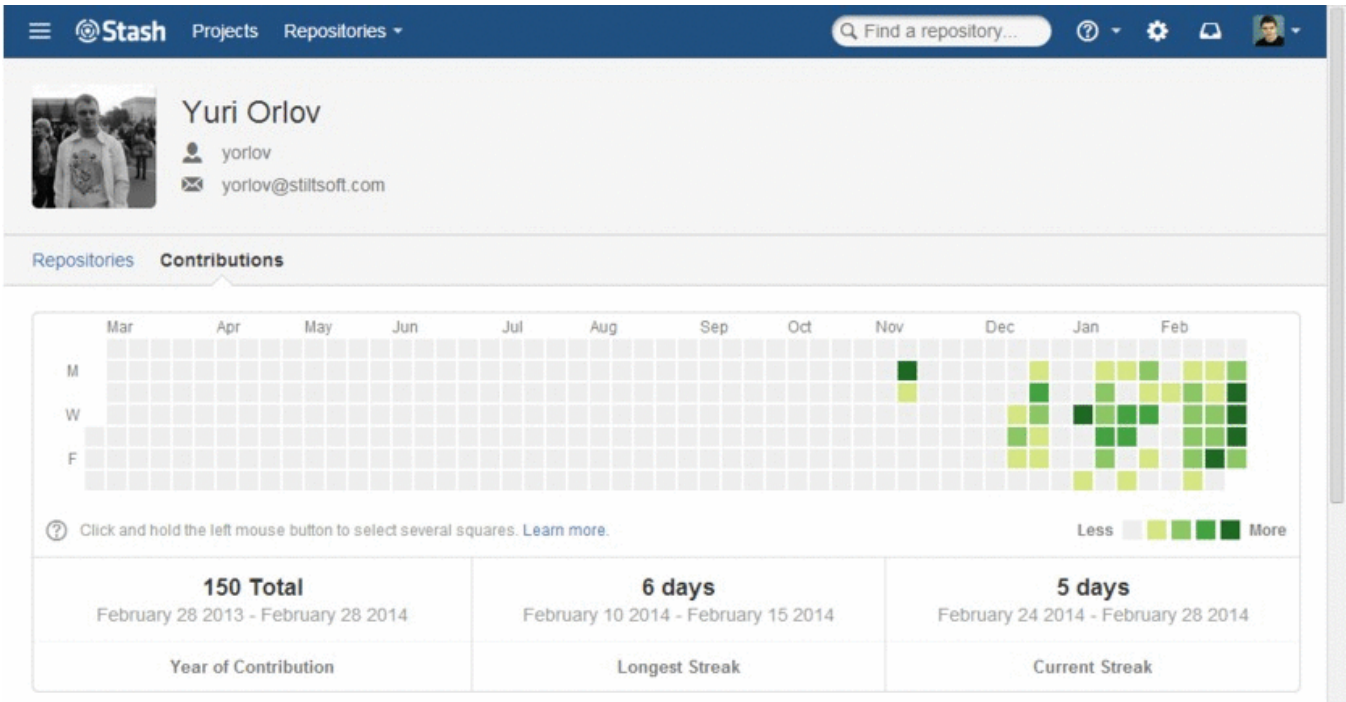 Stash Projects Repositories Find a repository...
Yuri Orlov
yorlov
yorlov@stiltsoft.com
Repositories Contributions
Mar Apr May Jun Jul Aug Sep Oct Nov Dec Jan Feb
M
W
F
Click and hold the left mouse button to select several squares. Learn more.
Less More
150 Total 6 days 5 days
February 28 2013 - February 28 2014 February 10 2014 - February 15 2014 February 24 2014 - February 28 2014
Year of Contribution Longest Streak Current Streak